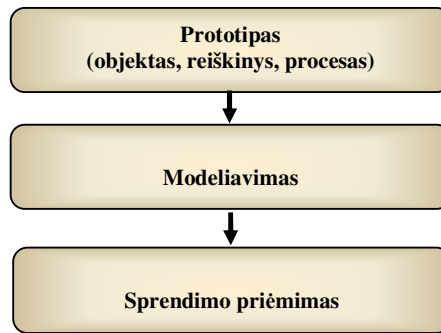 Prototipas
(objektas, reiškinys, procesas)
Modeliavimas
Sprendimo priėmimas